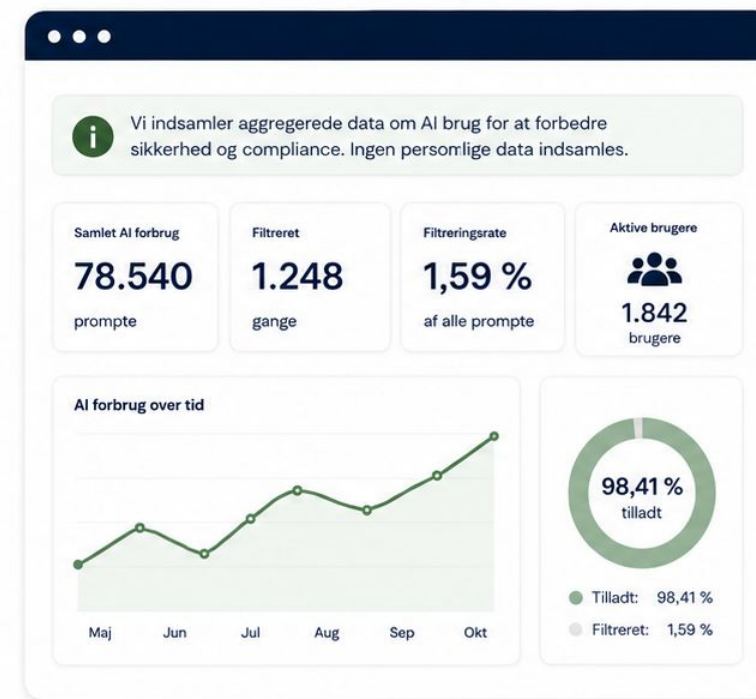 Vi indsamler aggregerede data om AI brug for at forbedre
sikkerhed og compliance. Ingen personlige data indsamles.
Samlet AI forbrug
78.540
prompte
Filtreret
1.248
gange
Filtreringsrate
1,59 %
af alle prompte
Aktive brugere
1.842
brugere
AI forbrug over tid
Maj Jun Jul Aug Sep Okt
98,41 %
tilladt
Tilladt: 98,41 %
Filtreret: 1,59 %